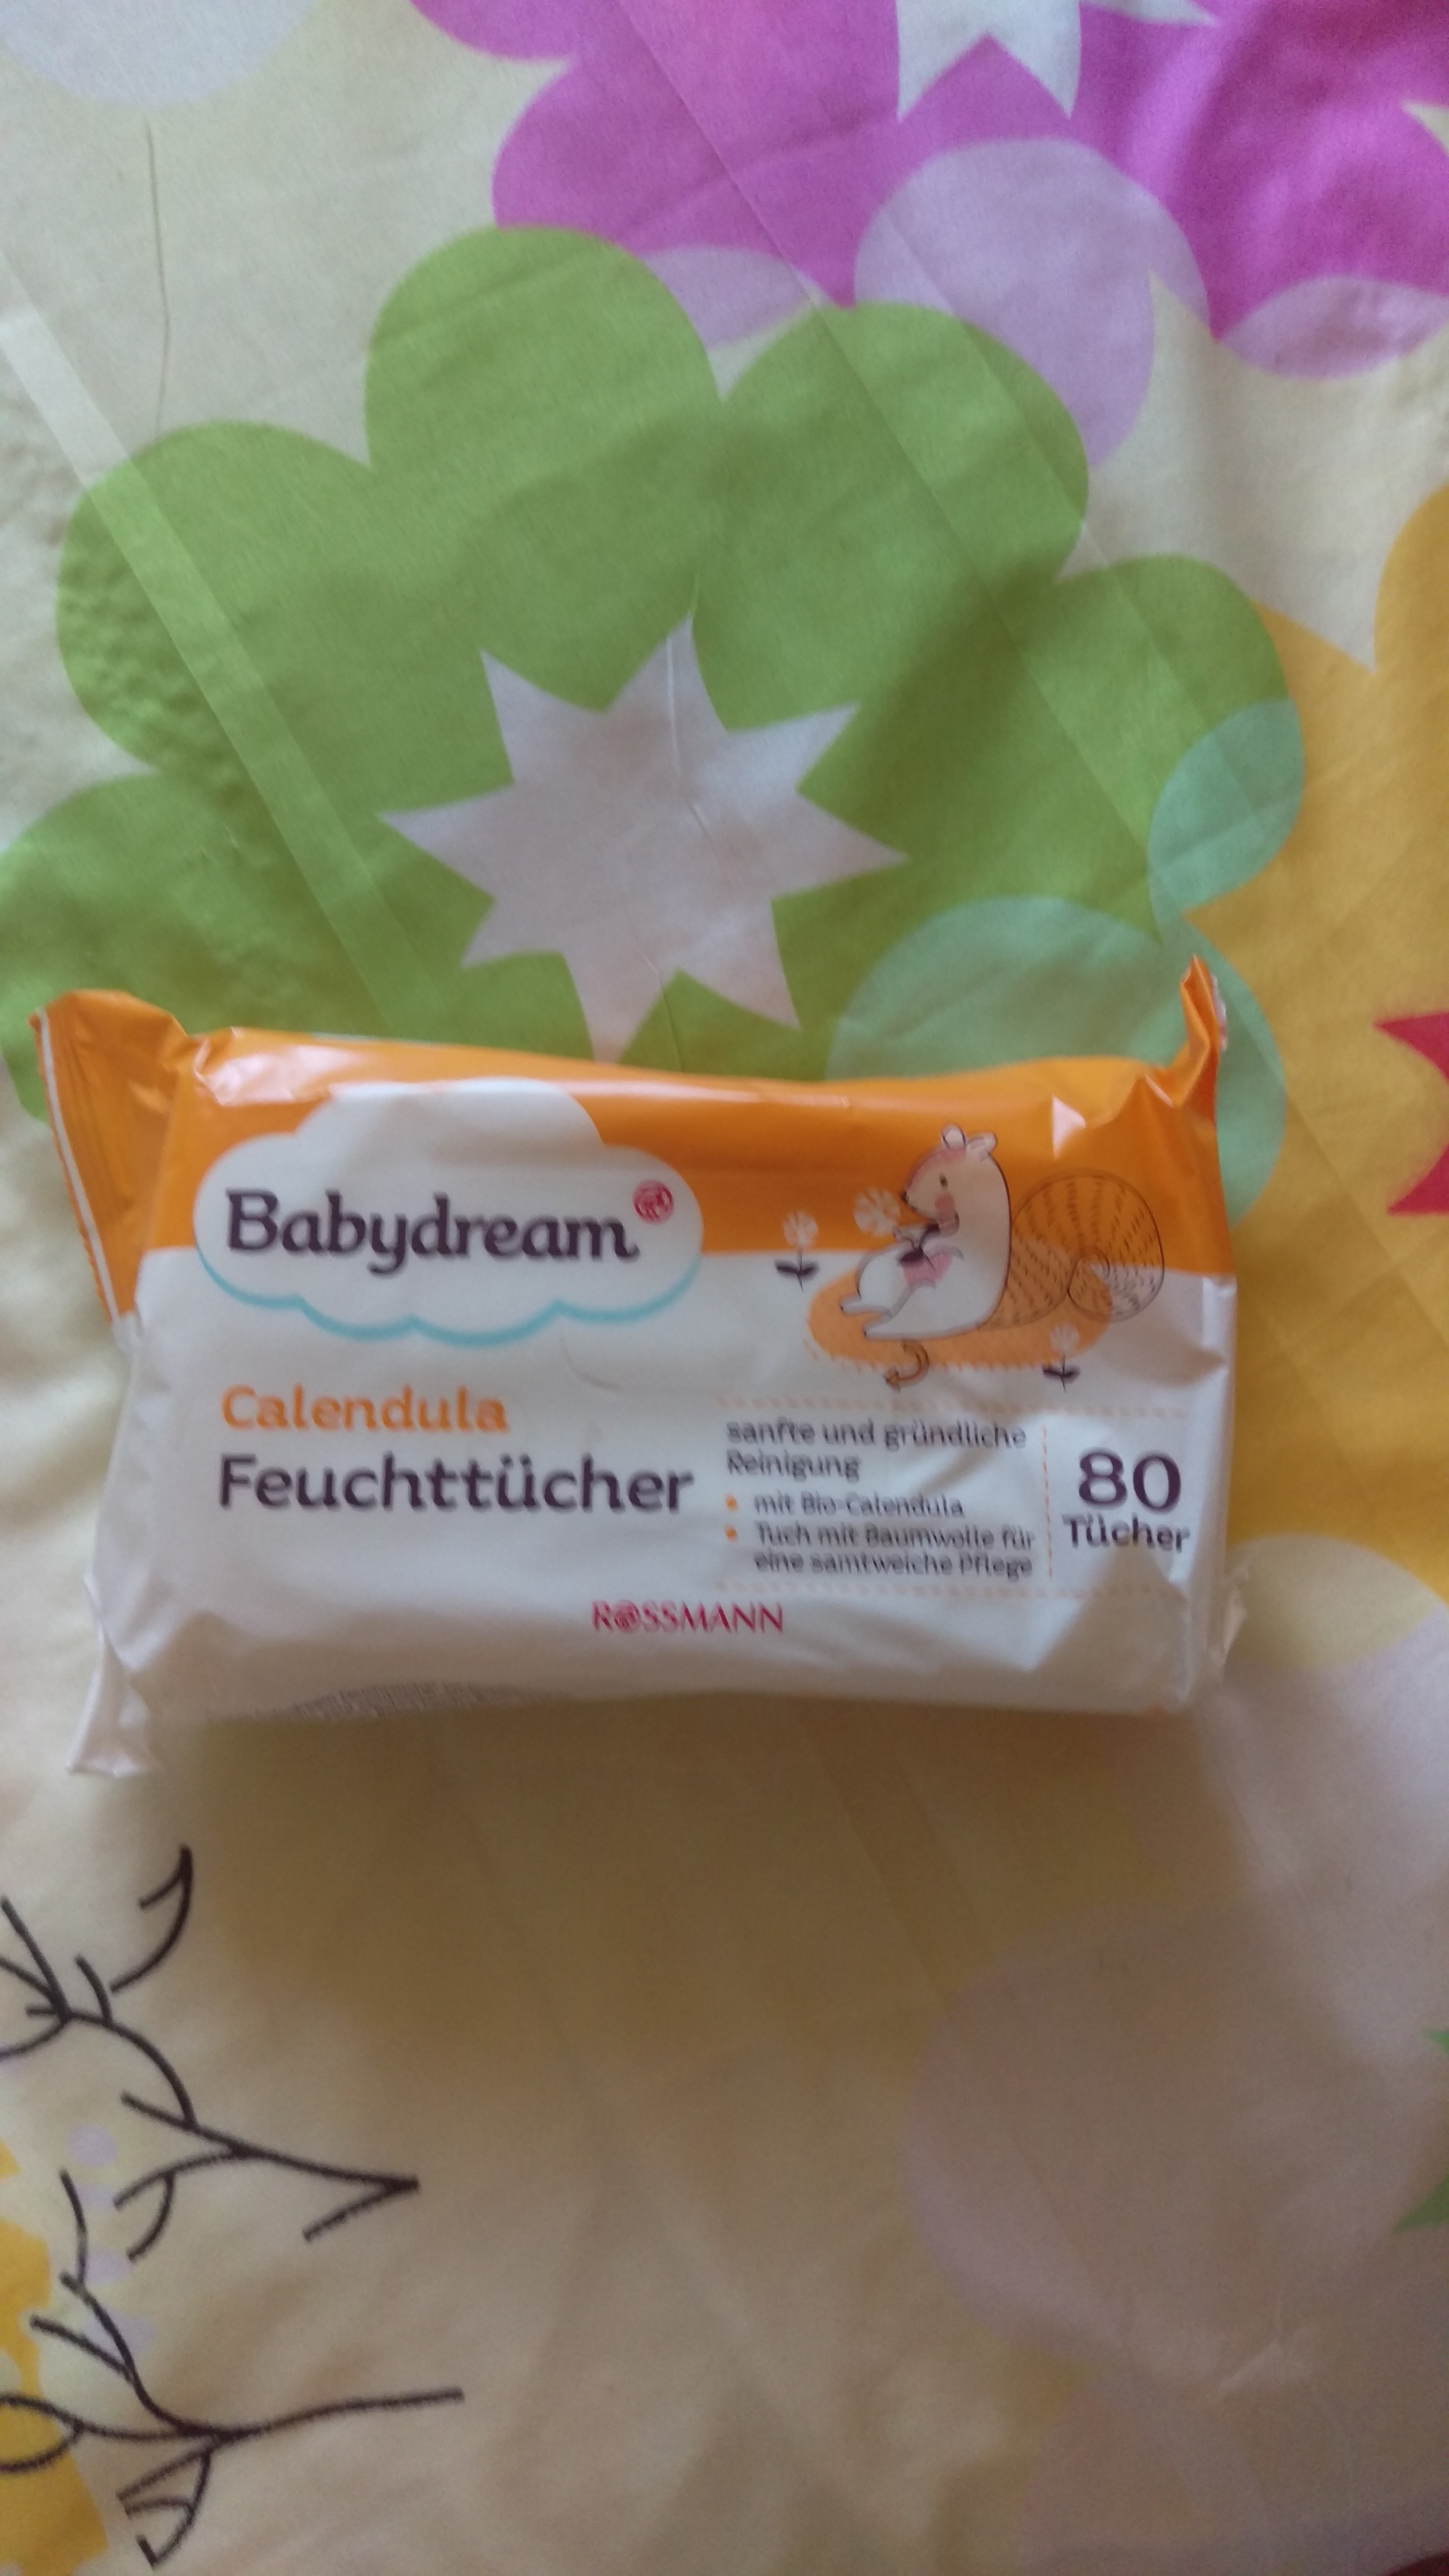 Babydream
Calendula
Feuchttücher
sanfte und gründliche
Reinigung
mit Bio-Calendula
Tuch mit Baumwolle für
eine samtweiche Pflege
80
Tücher
ROSSMANN